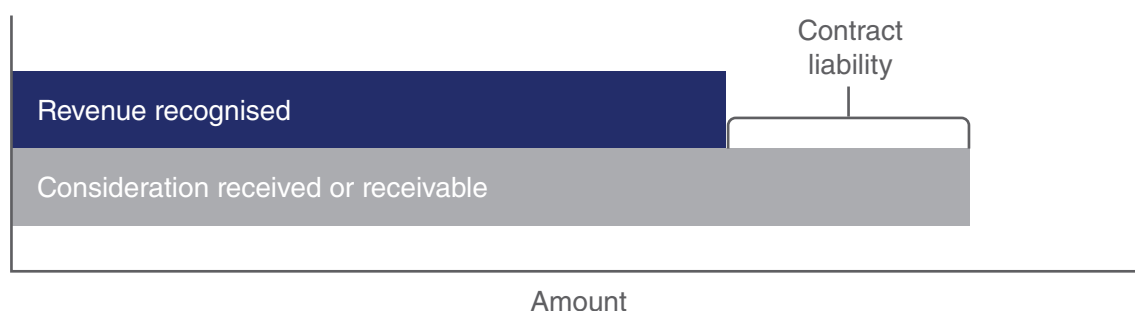 Contract
liability
Revenue recognised
Consideration received or receivable
Amount